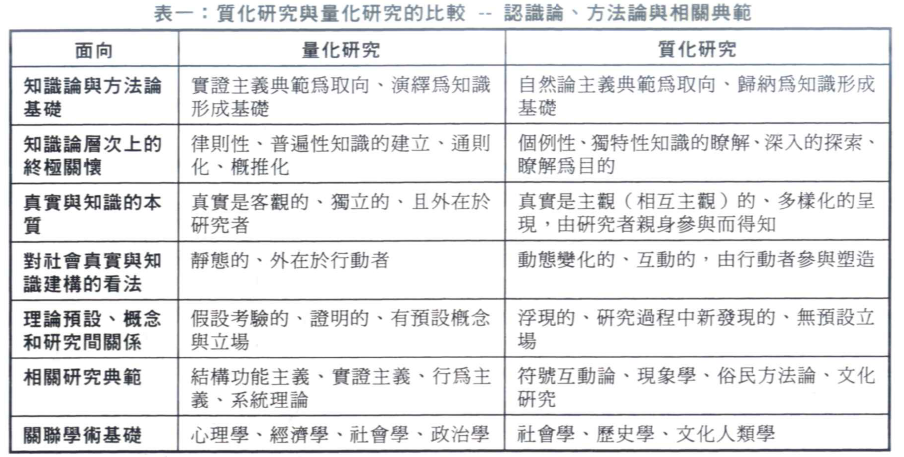 表一：質化研究與量化研究的比較 -- 認識論、方法論與相關典範
面向
量化研究
質化研究
知識論與方法論
基礎
實證主義典範為取向、演繹為知識
形成基礎
自然論主義典範為取向、歸納為知識形成
基礎
知識論層次上的
終極關懷
律則性、普遍性知識的建立、通則
化、概推化
個例性、獨特性知識的瞭解、深入的探索、
瞭解為目的
真實與知識的本
質
真實是客觀的、獨立的、且外在於
研究者
真實是主觀（相互主觀）的、多樣化的呈
現，由研究者親身參與而得知
對社會真實與知
識建構的看法
靜態的、外在於行動者
動態變化的、互動的，由行動者參與塑造
理論預設、概念
和研究間關係
假設考驗的、證明的、有預設概念
與立場
浮現的、研究過程中新發現的、無預設立
場
相關研究典範
結構功能主義、實證主義、行為主
義、系統理論
符號互動論、現象學、俗民方法論、文化
研究
關聯學術基礎
心理學、經濟學、社會學、政治學
社會學、歷史學、文化人類學